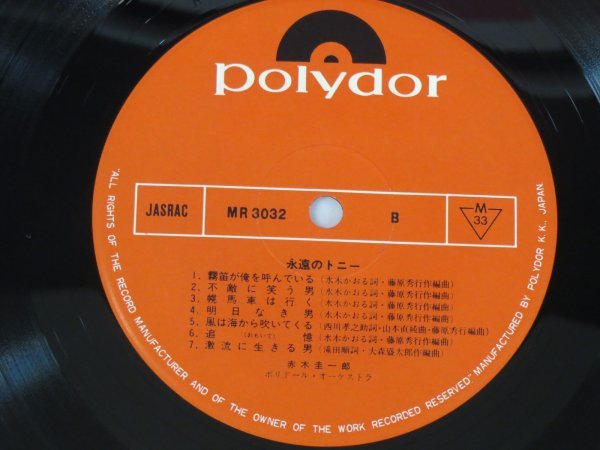 polydor
JASRAC MR 3032 B M 33
永遠のトニー
1. 霧笛が俺を呼んでいる (水木かおる詞・藤原秀行作編曲)
2. 不敵に笑う男 (水木かおる詞・藤原秀行作編曲)
3. 幌馬車は行く (水木かおる詞・藤原秀行作編曲)
4. 明日なき男 (水木かおる詞・藤原秀行作編曲)
5. 風は海から吹いてくる (西川孝之助詞・山本直純曲・藤原秀行編曲)
6. 追憶 (おもいで) (水木かおる詞・藤原秀行作編曲)
7. 激流に生きる男 (滝田順詞・大森盛太郎作編曲)
赤木圭一郎
ポリドール・オーケストラ
"ALL RIGHTS OF THE RECORD MANUFACTURER AND OF THE OWNER OF THE WORK RECORDED RESERVED" MANUFACTURED BY POLYDOR K.K., JAPAN.